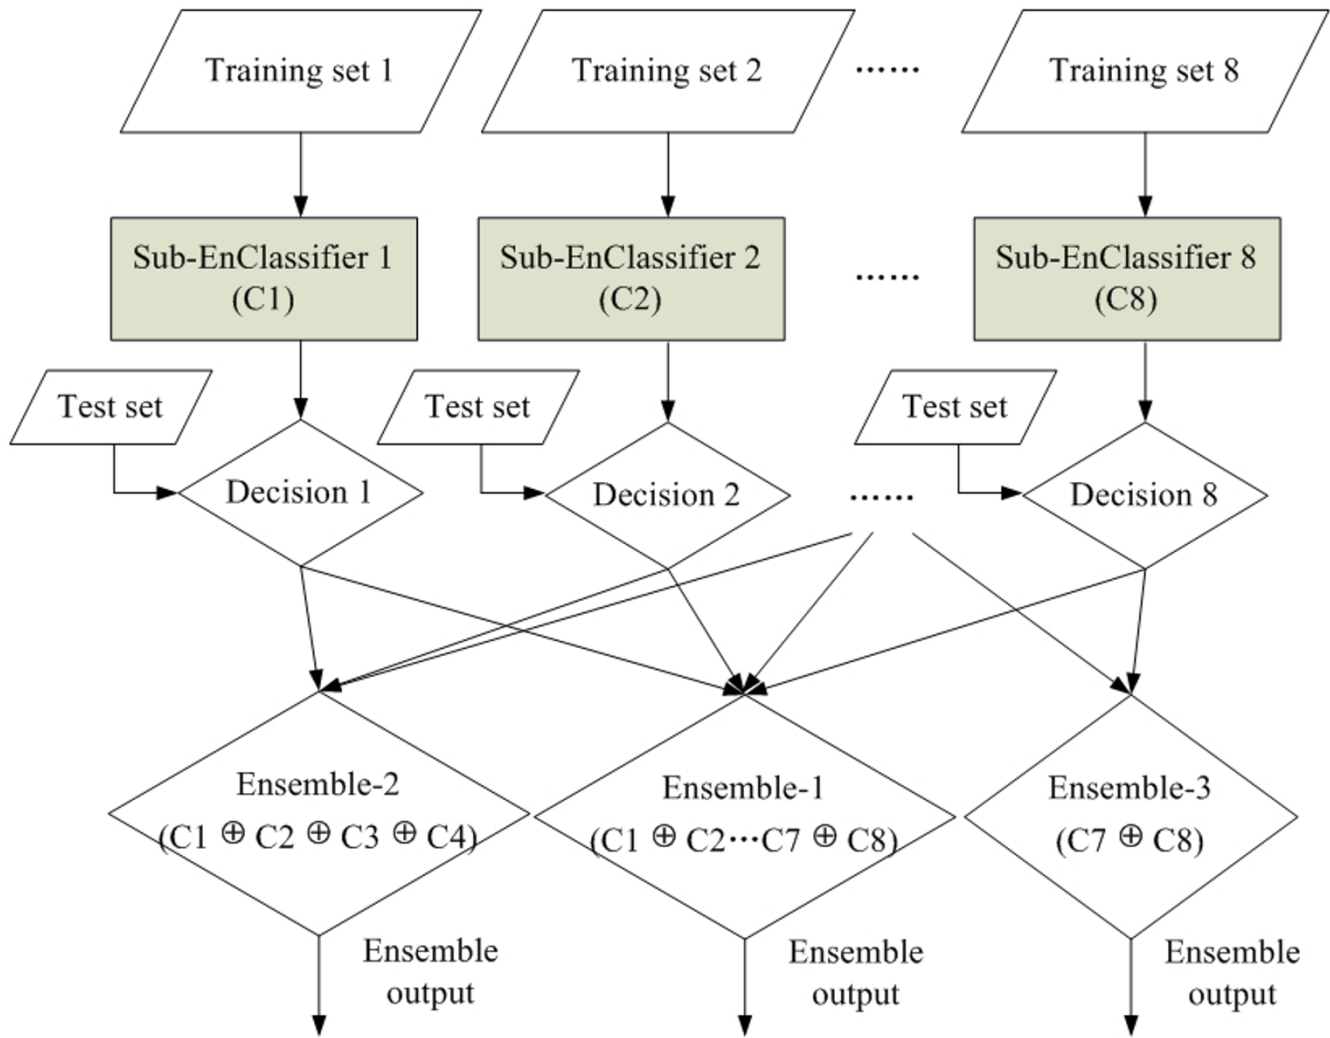 Training set 1
Training set 2
……
Training set 8
Sub-EnClassifier 1
(C1)
Sub-EnClassifier 2
(C2)
……
Sub-EnClassifier 8
(C8)
Test set
Test set
Test set
Decision 1
Decision 2
……
Decision 8
Ensemble-2
(C1 ⊕ C2 ⊕ C3 ⊕ C4)
Ensemble-1
(C1 ⊕ C2⋯C7 ⊕ C8)
Ensemble-3
(C7 ⊕ C8)
Ensemble
output
Ensemble
output
Ensemble
output